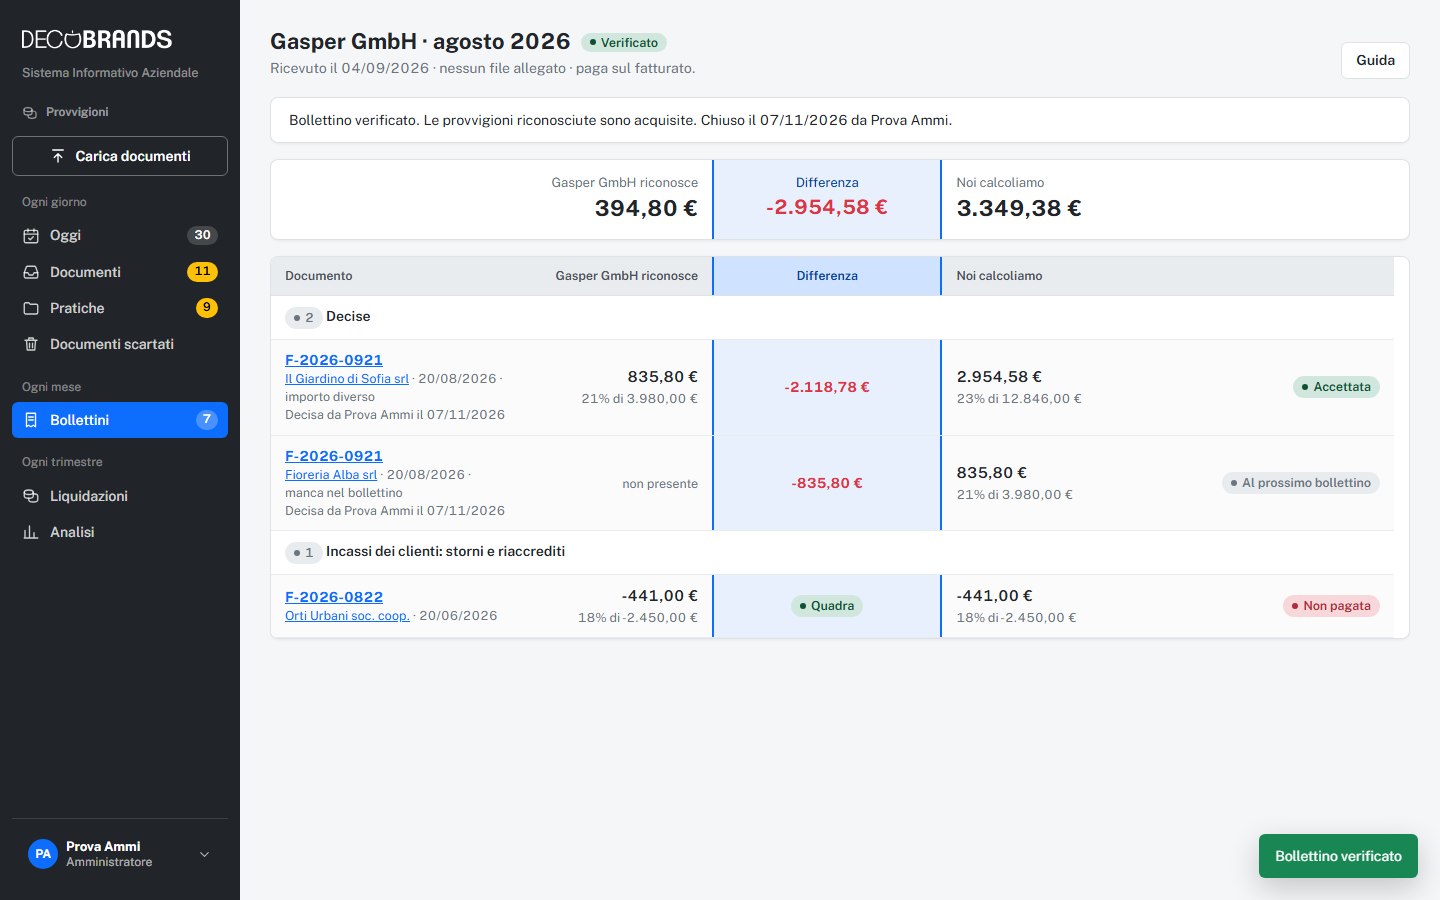 DECOBRANDS
Sistema Informativo Aziendale
Provvigioni
Carica documenti
Ogni giorno
Oggi 30
Documenti 11
Pratiche 9
Documenti scartati
Ogni mese
Bollettini 7
Ogni trimestre
Liquidazioni
Analisi
Prova Ammi
PA
Amministratore
Gasper GmbH · agosto 2026 Verificato
Ricevuto il 04/09/2026 · nessun file allegato · paga sul fatturato.
Guida
Bollettino verificato. Le provvigioni riconosciute sono acquisite. Chiuso il 07/11/2026 da Prova Ammi.
Gasper GmbH riconosce
394,80 €
Differenza
-2.954,58 €
Noi calcoliamo
3.349,38 €
Documento Gasper GmbH riconosce Differenza Noi calcoliamo
2 Decise
F-2026-0921
Il Giardino di Sofia srl · 20/08/2026 ·
importo diverso
Decisa da Prova Ammi il 07/11/2026
835,80 €
21% di 3.980,00 €
-2.118,78 €
2.954,58 €
23% di 12.846,00 €
Accettata
F-2026-0921
Fioreria Alba srl · 20/08/2026 ·
manca nel bollettino
Decisa da Prova Ammi il 07/11/2026
non presente
-835,80 €
835,80 €
21% di 3.980,00 €
Al prossimo bollettino
1 Incassi dei clienti: storni e riaccrediti
F-2026-0822
Orti Urbani soc. coop. · 20/06/2026
-441,00 €
18% di -2.450,00 €
Quadra
-441,00 €
18% di -2.450,00 €
Non pagata
Bollettino verificato